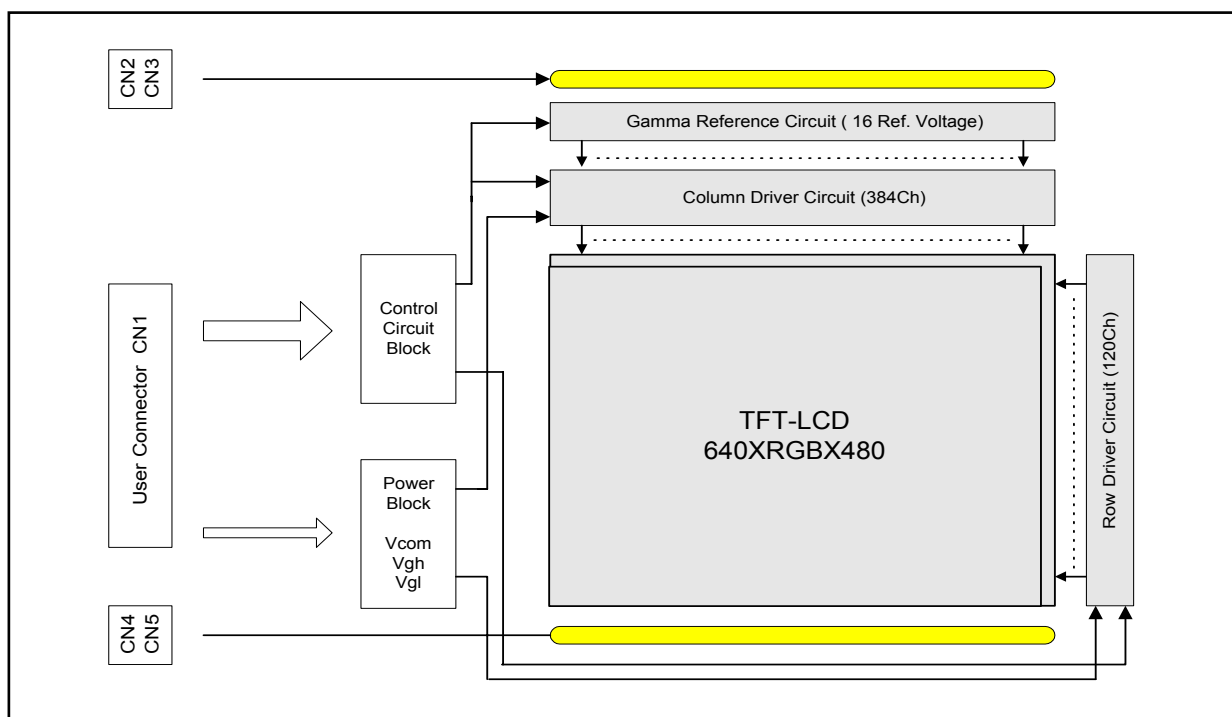 CN2
CN3
Gamma Reference Circuit ( 16 Ref. Voltage)
Column Driver Circuit (384Ch)
User Connector CN1
Control
Circuit
Block
TFT-LCD
640XRGBX480
Row Driver Circuit (120Ch)
Power
Block
Vcom
Vgh
Vgl
CN4
CN5